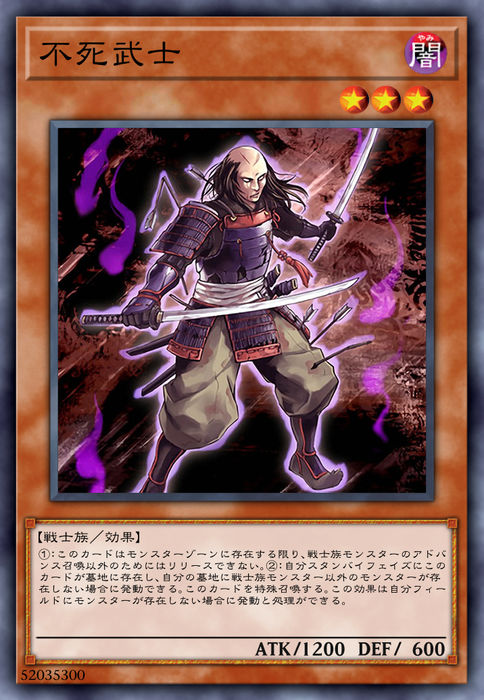 不死武士
やみ
闇
【戦士族／効果】
①:このカードはモンスターゾーンに存在する限り、戦士族モンスターのアドバ
ンス召喚以外のためにはリリースできない。②:自分スタンバイフェイズにこの
カードが墓地に存在し、自分の墓地に戦士族モンスター以外のモンスターが存
在しない場合に発動できる。このカードを特殊召喚する。この効果は自分フィー
ルドにモンスターが存在しない場合に発動と処理ができる。
ATK/1200 DEF/ 600
52035300